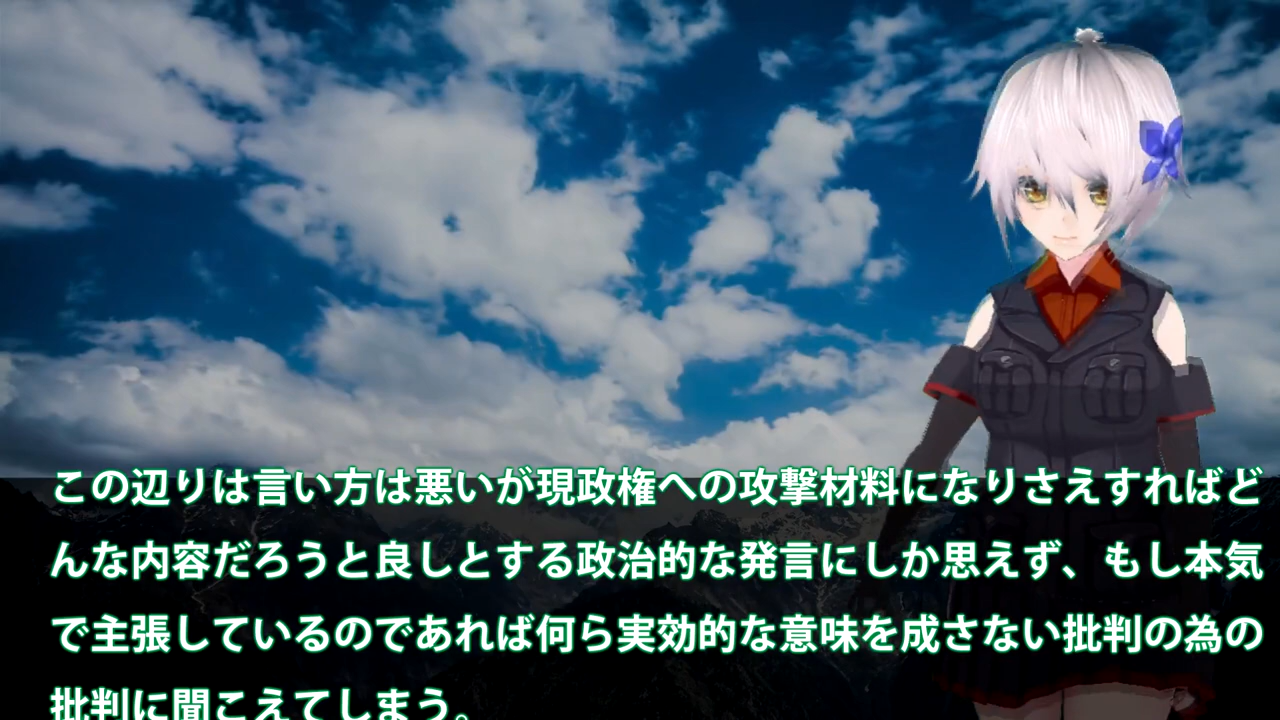 この辺りは言い方は悪いが現政権への攻撃材料になりさえすればど
んな内容だろうと良しとする政治的な発言にしか思えず、もし本気
で主張しているのであれば何ら実効的な意味を成さない批判の為の
批判に聞こえてしまう。